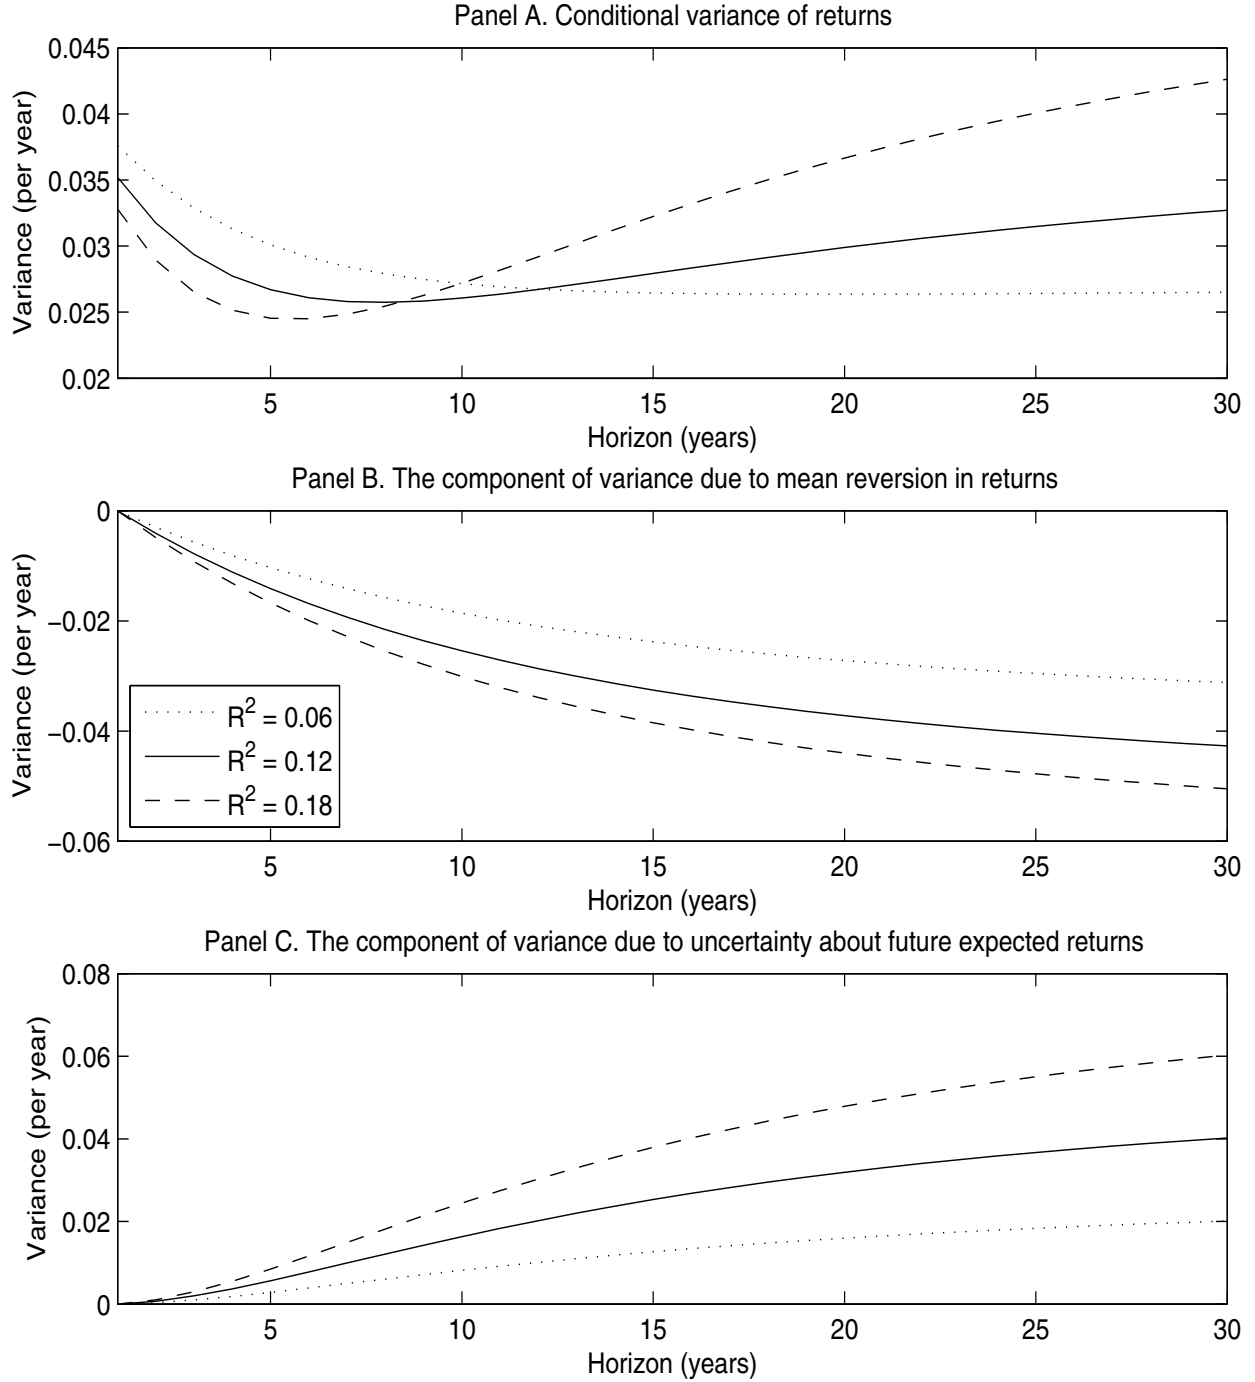 Panel A. Conditional variance of returns
0.045
0.04
0.035
0.03
0.025
0.02
Variance (per year)
5 10 15 20 25 30
Horizon (years)
Panel B. The component of variance due to mean reversion in returns
0
−0.02
−0.04
−0.06
Variance (per year)
R² = 0.06
R² = 0.12
R² = 0.18
5 10 15 20 25 30
Horizon (years)
Panel C. The component of variance due to uncertainty about future expected returns
0.08
0.06
0.04
0.02
0
Variance (per year)
5 10 15 20 25 30
Horizon (years)